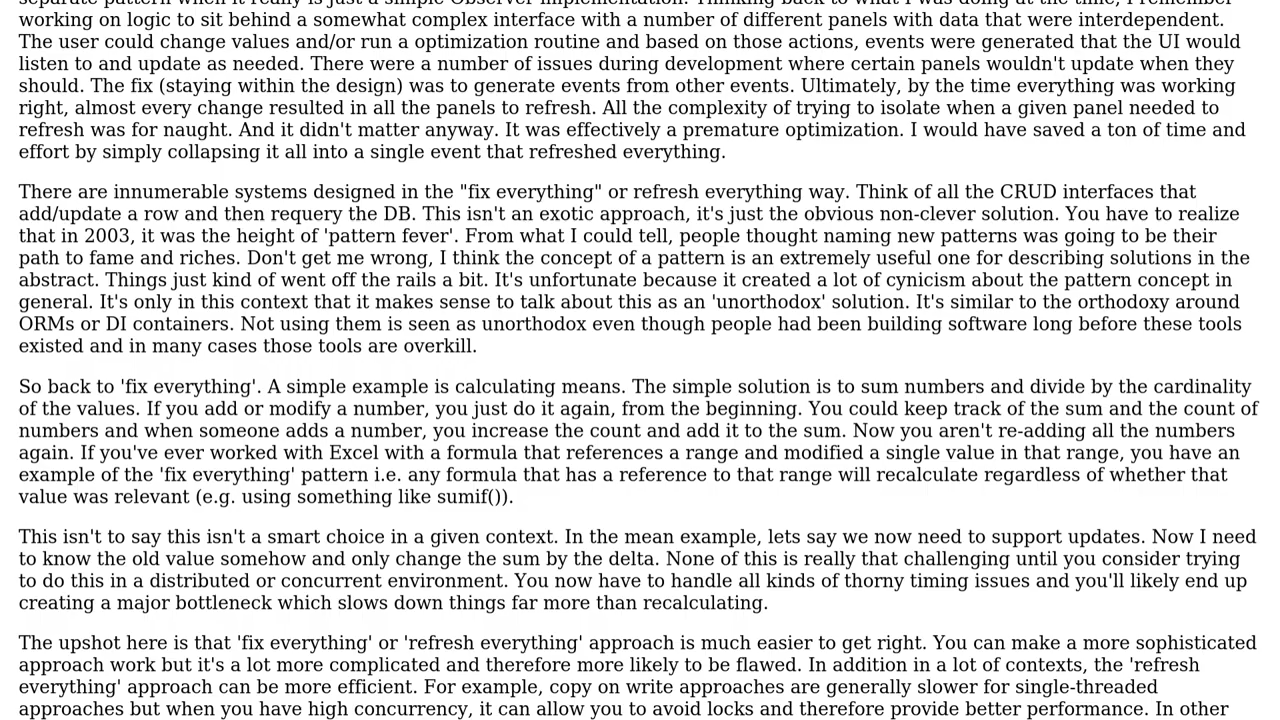 separate pattern when it really is just a simple Observer implementation. Thinking back to what I was doing at the time, I remember
working on logic to sit behind a somewhat complex interface with a number of different panels with data that were interdependent.
The user could change values and/or run a optimization routine and based on those actions, events were generated that the UI would
listen to and update as needed. There were a number of issues during development where certain panels wouldn't update when they
should. The fix (staying within the design) was to generate events from other events. Ultimately, by the time everything was working
right, almost every change resulted in all the panels to refresh. All the complexity of trying to isolate when a given panel needed to
refresh was for naught. And it didn't matter anyway. It was effectively a premature optimization. I would have saved a ton of time and
effort by simply collapsing it all into a single event that refreshed everything.
There are innumerable systems designed in the "fix everything" or refresh everything way. Think of all the CRUD interfaces that
add/update a row and then requery the DB. This isn't an exotic approach, it's just the obvious non-clever solution. You have to realize
that in 2003, it was the height of 'pattern fever'. From what I could tell, people thought naming new patterns was going to be their
path to fame and riches. Don't get me wrong, I think the concept of a pattern is an extremely useful one for describing solutions in the
abstract. Things just kind of went off the rails a bit. It's unfortunate because it created a lot of cynicism about the pattern concept in
general. It's only in this context that it makes sense to talk about this as an 'unorthodox' solution. It's similar to the orthodoxy around
ORMs or DI containers. Not using them is seen as unorthodox even though people had been building software long before these tools
existed and in many cases those tools are overkill.
So back to 'fix everything'. A simple example is calculating means. The simple solution is to sum numbers and divide by the cardinality
of the values. If you add or modify a number, you just do it again, from the beginning. You could keep track of the sum and the count of
numbers and when someone adds a number, you increase the count and add it to the sum. Now you aren't re-adding all the numbers
again. If you've ever worked with Excel with a formula that references a range and modified a single value in that range, you have an
example of the 'fix everything' pattern i.e. any formula that has a reference to that range will recalculate regardless of whether that
value was relevant (e.g. using something like sumif()).
This isn't to say this isn't a smart choice in a given context. In the mean example, lets say we now need to support updates. Now I need
to know the old value somehow and only change the sum by the delta. None of this is really that challenging until you consider trying
to do this in a distributed or concurrent environment. You now have to handle all kinds of thorny timing issues and you'll likely end up
creating a major bottleneck which slows down things far more than recalculating.
The upshot here is that 'fix everything' or 'refresh everything' approach is much easier to get right. You can make a more sophisticated
approach work but it's a lot more complicated and therefore more likely to be flawed. In addition in a lot of contexts, the 'refresh
everything' approach can be more efficient. For example, copy on write approaches are generally slower for single-threaded
approaches but when you have high concurrency, it can allow you to avoid locks and therefore provide better performance. In other